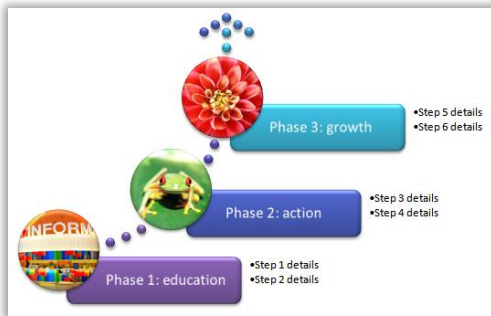 Phase 3: growth
•Step 5 details
•Step 6 details
Phase 2: action
•Step 3 details
•Step 4 details
INFORM
Phase 1: education
•Step 1 details
•Step 2 details